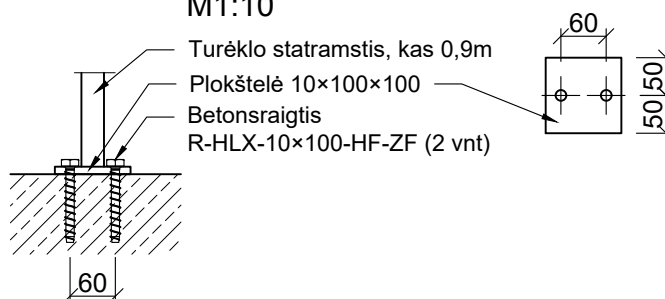 M1:10
Turėklo statramstis, kas 0,9m
Plokštelė 10×100×100
Betonsraigtis
R-HLX-10×100-HF-ZF (2 vnt)
60
50
50
60